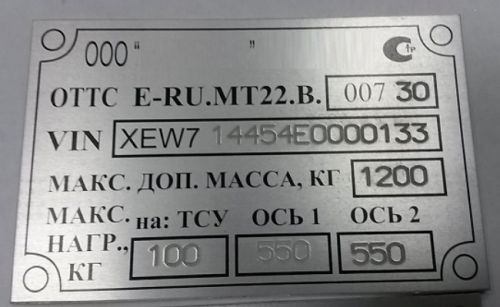 ООО " "
ОТТС E-RU.МТ22.В. 007 30
VIN XEW7 14454E0000133
МАКС. ДОП. МАССА, КГ 1200
МАКС. на: ТСУ ОСЬ 1 ОСЬ 2
НАГР., КГ 100 550 550